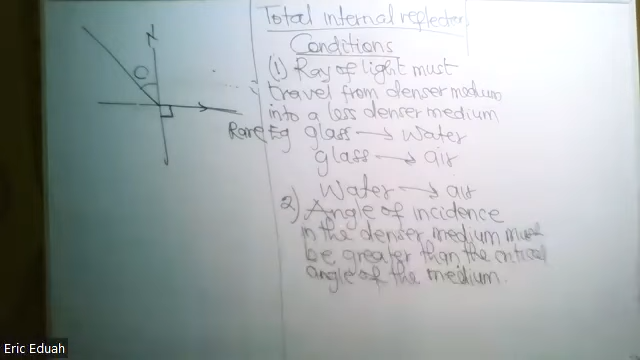 N
C
Rare
Total internal reflection
Conditions
(1) Ray of light must
travel from denser medium
into a less denser medium
Eg glass → water
glass → air
Water → air
2) Angle of incidence
in the denser medium must
be greater than the critical
angle of the medium.
Eric Eduah